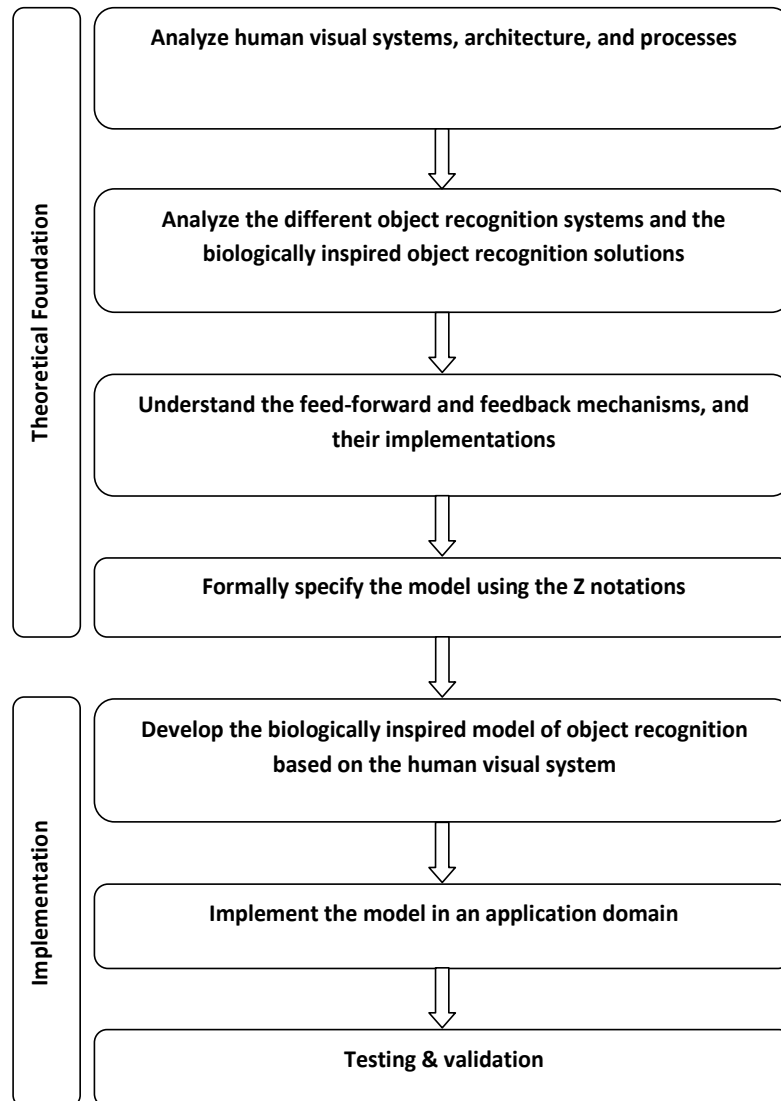 Theoretical Foundation
Analyze human visual systems, architecture, and processes
Analyze the different object recognition systems and the
biologically inspired object recognition solutions
Understand the feed-forward and feedback mechanisms, and
their implementations
Formally specify the model using the Z notations
Implementation
Develop the biologically inspired model of object recognition
based on the human visual system
Implement the model in an application domain
Testing & validation